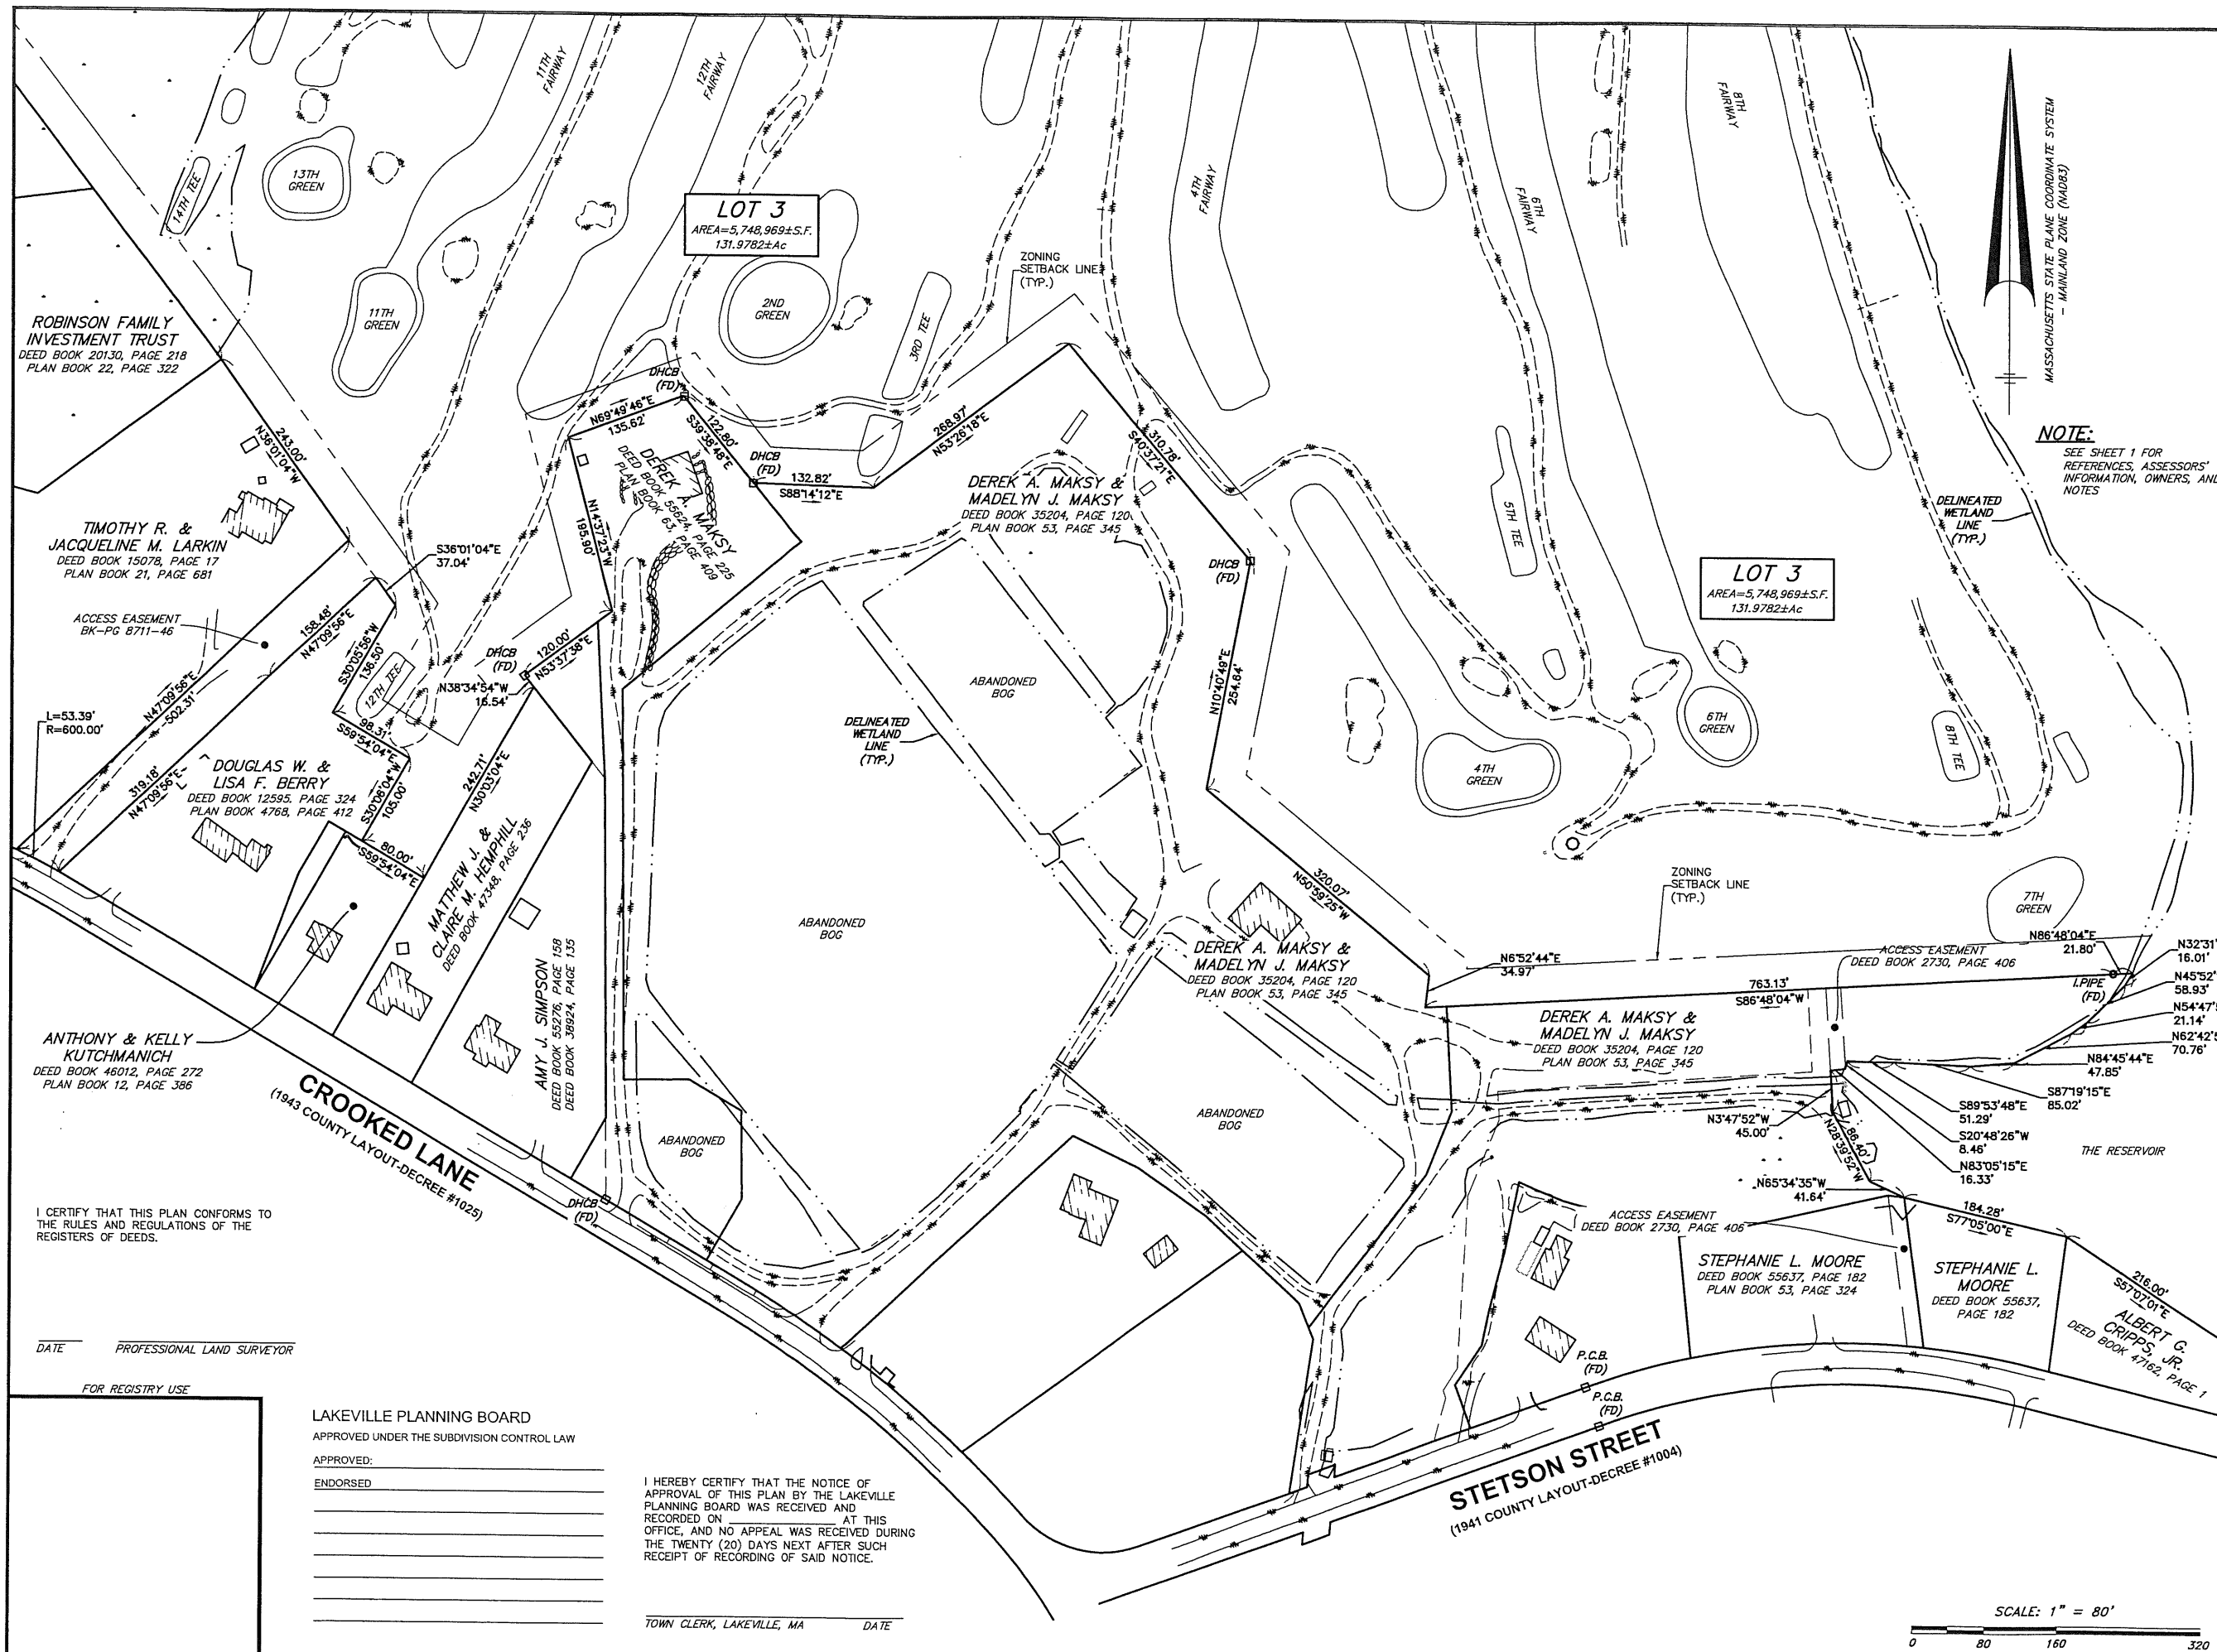 11TH
FAIRWAY
12TH
FAIRWAY
4TH
FAIRWAY
6TH
FAIRWAY
8TH
FAIRWAY
MASSACHUSETTS STATE PLANE COORDINATE SYSTEM
- MAINLAND ZONE (NAD83)
14TH TEE
13TH
GREEN
LOT 3
AREA=5,748,969±S.F.
131.9782±Ac
ZONING
SETBACK LINE
(TYP.)
11TH
GREEN
2ND
GREEN
3RD TEE
ROBINSON FAMILY
INVESTMENT TRUST
DEED BOOK 20130, PAGE 218
PLAN BOOK 22, PAGE 322
243.00'
N36°01'04"W
DHCB
(FD)
N69°49'46"E
135.62'
122.80'
S39°38'48"E
DHCB
(FD)
132.82'
S88°14'12"E
268.97'
N53°26'18"E
310.78'
S40°37'21"E
NOTE:
SEE SHEET 1 FOR
REFERENCES, ASSESSORS'
INFORMATION, OWNERS, AND
NOTES
DELINEATED
WETLAND
LINE
(TYP.)
5TH TEE
DEREK A. MAKSY
DEED BOOK 55624, PAGE 225
PLAN BOOK 63, PAGE 409
N14°37'23"W
195.90'
DEREK A. MAKSY &
MADELYN J. MAKSY
DEED BOOK 35204, PAGE 120
PLAN BOOK 53, PAGE 345
TIMOTHY R. &
JACQUELINE M. LARKIN
DEED BOOK 15078, PAGE 17
PLAN BOOK 21, PAGE 681
S36°01'04"E
37.04'
DHCB
(FD)
LOT 3
AREA=5,748,969±S.F.
131.9782±Ac
ACCESS EASEMENT
BK-PG 8711-46
158.48'
N47°09'56"E
S30°05'56"W
136.50'
12TH TEE
DHCB
(FD)
120.00'
N53°37'38"E
N38°34'54"W
16.54'
ABANDONED
BOG
N10°40'49"E
254.64'
N47°09'56"E
502.31'
L=53.39'
R=600.00'
98.31'
S59°54'04"E
DELINEATED
WETLAND
LINE
(TYP.)
4TH
GREEN
6TH
GREEN
8TH TEE
DOUGLAS W. &
LISA F. BERRY
DEED BOOK 12595. PAGE 324
PLAN BOOK 4768, PAGE 412
319.18'
N47°09'56"E
S30°06'04"W
105.00'
242.71'
N30°03'04"E
80.00'
S59°54'04"E
MATTHEW J. &
CLAIRE M. HEMPHILL
DEED BOOK 47348, PAGE 236
320.07'
N50°59'25"W
ZONING
SETBACK LINE
(TYP.)
7TH
GREEN
ABANDONED
BOG
AMY J. SIMPSON
DEED BOOK 55276, PAGE 158
DEED BOOK 38924, PAGE 135
DEREK A. MAKSY &
MADELYN J. MAKSY
DEED BOOK 35204, PAGE 120
PLAN BOOK 53, PAGE 345
N6°52'44"E
34.97'
ACCESS EASEMENT
DEED BOOK 2730, PAGE 406
N86°48'04"E
21.80'
N32°31'
16.01'
I.PIPE
(FD)
N45°52'
58.93'
763.13'
S86°48'04"W
N54°47'5
21.14'
N62°42'5
70.76'
DEREK A. MAKSY &
MADELYN J. MAKSY
DEED BOOK 35204, PAGE 120
PLAN BOOK 53, PAGE 345
N84°45'44"E
47.85'
S87°19'15"E
85.02'
S89°53'48"E
51.29'
S20°48'26"W
8.46'
N83°05'15"E
16.33'
N3°47'52"W
45.00'
86.40'
N28°39'52"W
THE RESERVOIR
N65°34'35"W
41.64'
ANTHONY & KELLY
KUTCHMANICH
DEED BOOK 46012, PAGE 272
PLAN BOOK 12, PAGE 386
CROOKED LANE
(1943 COUNTY LAYOUT-DECREE #1025)
ABANDONED
BOG
ABANDONED
BOG
DHCB
(FD)
ACCESS EASEMENT
DEED BOOK 2730, PAGE 406
184.28'
S77°05'00"E
STEPHANIE L. MOORE
DEED BOOK 55637, PAGE 182
PLAN BOOK 53, PAGE 324
STEPHANIE L.
MOORE
DEED BOOK 55637,
PAGE 182
216.00'
S57°07'01"E
ALBERT G.
CRIPPS, JR.
DEED BOOK 47162, PAGE 1
P.C.B.
(FD)
P.C.B.
(FD)
STETSON STREET
(1941 COUNTY LAYOUT-DECREE #1004)
I CERTIFY THAT THIS PLAN CONFORMS TO
THE RULES AND REGULATIONS OF THE
REGISTERS OF DEEDS.
DATE PROFESSIONAL LAND SURVEYOR
FOR REGISTRY USE
LAKEVILLE PLANNING BOARD
APPROVED UNDER THE SUBDIVISION CONTROL LAW
APPROVED:
ENDORSED
I HEREBY CERTIFY THAT THE NOTICE OF
APPROVAL OF THIS PLAN BY THE LAKEVILLE
PLANNING BOARD WAS RECEIVED AND
RECORDED ON ______________ AT THIS
OFFICE, AND NO APPEAL WAS RECEIVED DURING
THE TWENTY (20) DAYS NEXT AFTER SUCH
RECEIPT OF RECORDING OF SAID NOTICE.
TOWN CLERK, LAKEVILLE, MA DATE
SCALE: 1" = 80'
0 80 160 320